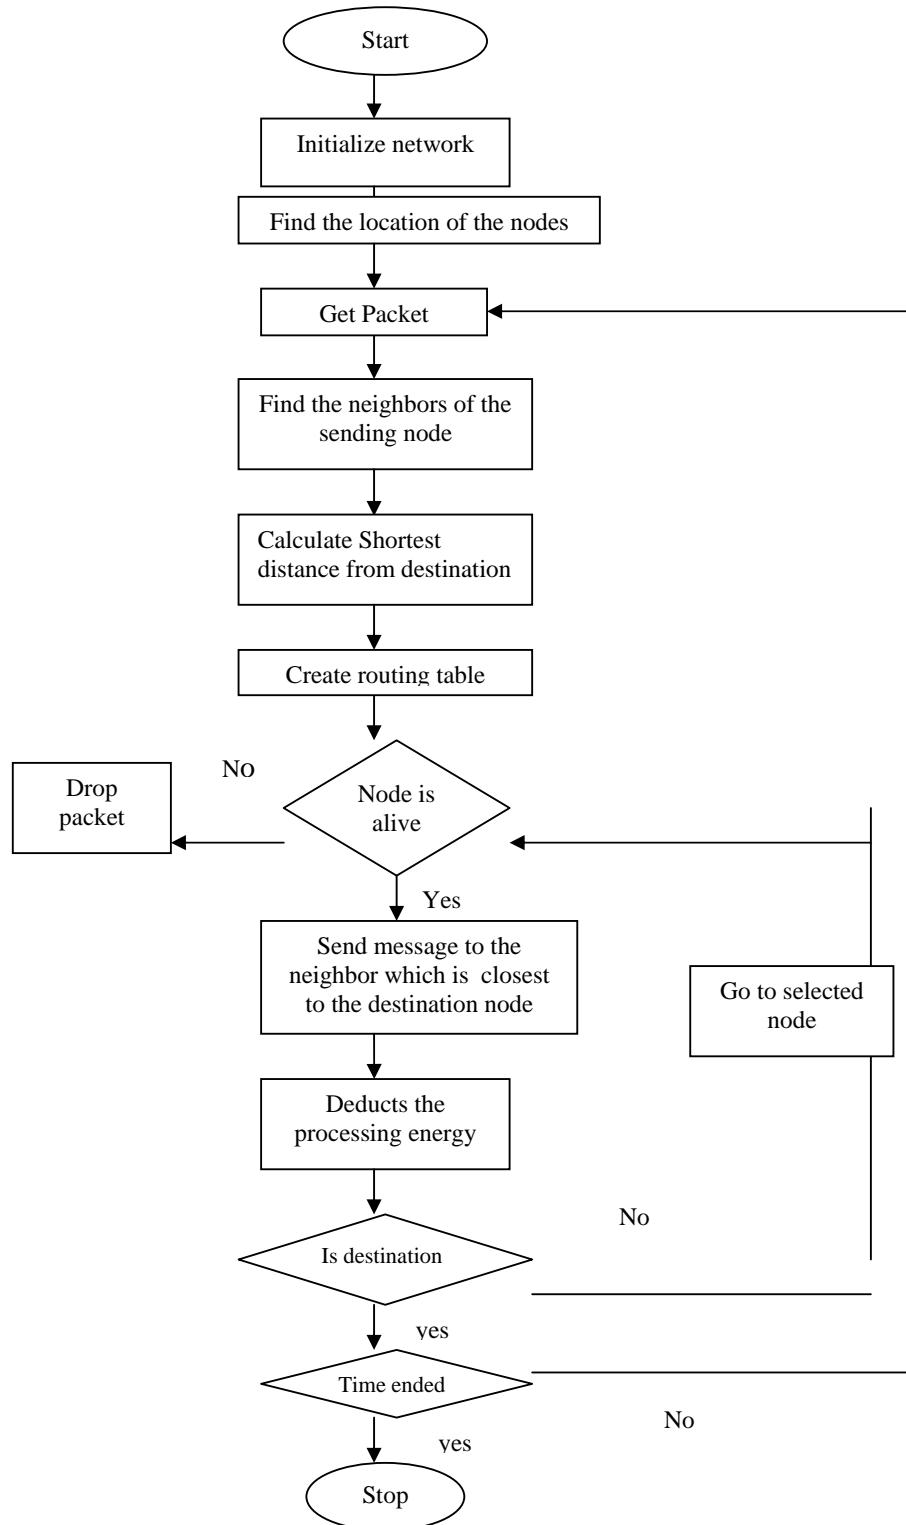 Start
Initialize network
Find the location of the nodes
Get Packet
Find the neighbors of the
sending node
Calculate Shortest
distance from destination
Create routing table
No
Drop
packet
Node is
alive
Yes
Send message to the
neighbor which is closest
to the destination node
Go to selected
node
Deducts the
processing energy
No
Is destination
yes
Time ended
No
yes
Stop